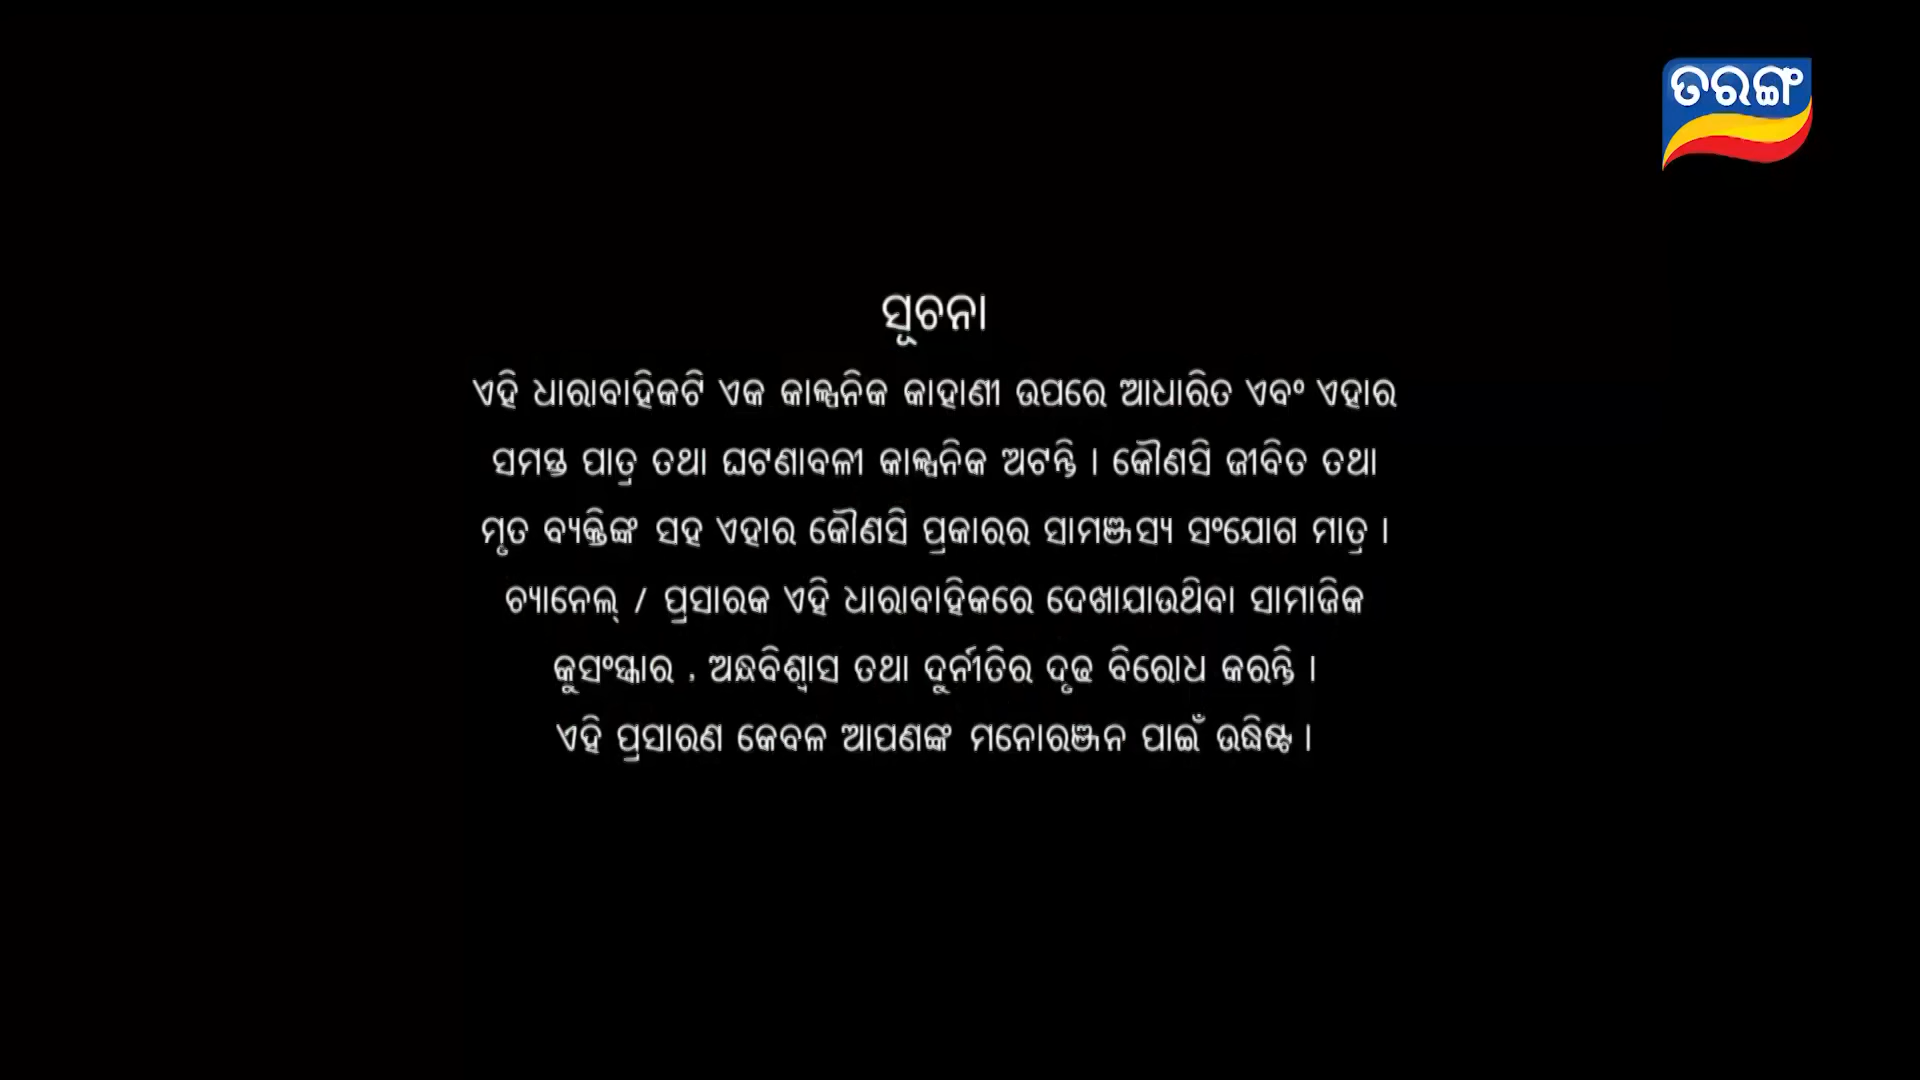 ତରଙ୍ଗ
ସୂଚନା
ଏହି ଧାରାବାହିକଟି ଏକ କାଳ୍ପନିକ କାହାଣୀ ଉପରେ ଆଧାରିତ ଏବଂ ଏହାର
ସମସ୍ତ ପାତ୍ର ତଥା ଘଟଣାବଳୀ କାଳ୍ପନିକ ଅଟନ୍ତି । କୌଣସି ଜୀବିତ ତଥା
ମୃତ ବ୍ୟକ୍ତିଙ୍କ ସହ ଏହାର କୌଣସି ପ୍ରକାରର ସାମଞ୍ଜସ୍ୟ ସଂଯୋଗ ମାତ୍ର ।
ଚ୍ୟାନେଲ୍ / ପ୍ରସାରକ ଏହି ଧାରାବାହିକରେ ଦେଖାଯାଉଥିବା ସାମାଜିକ
କୁସଂସ୍କାର , ଅନ୍ଧବିଶ୍ୱାସ ତଥା ଦୁର୍ନୀତିର ଦୃଢ ବିରୋଧ କରନ୍ତି ।
ଏହି ପ୍ରସାରଣ କେବଳ ଆପଣଙ୍କ ମନୋରଞ୍ଜନ ପାଇଁ ଉଦ୍ଧିଷ୍ଟ ।